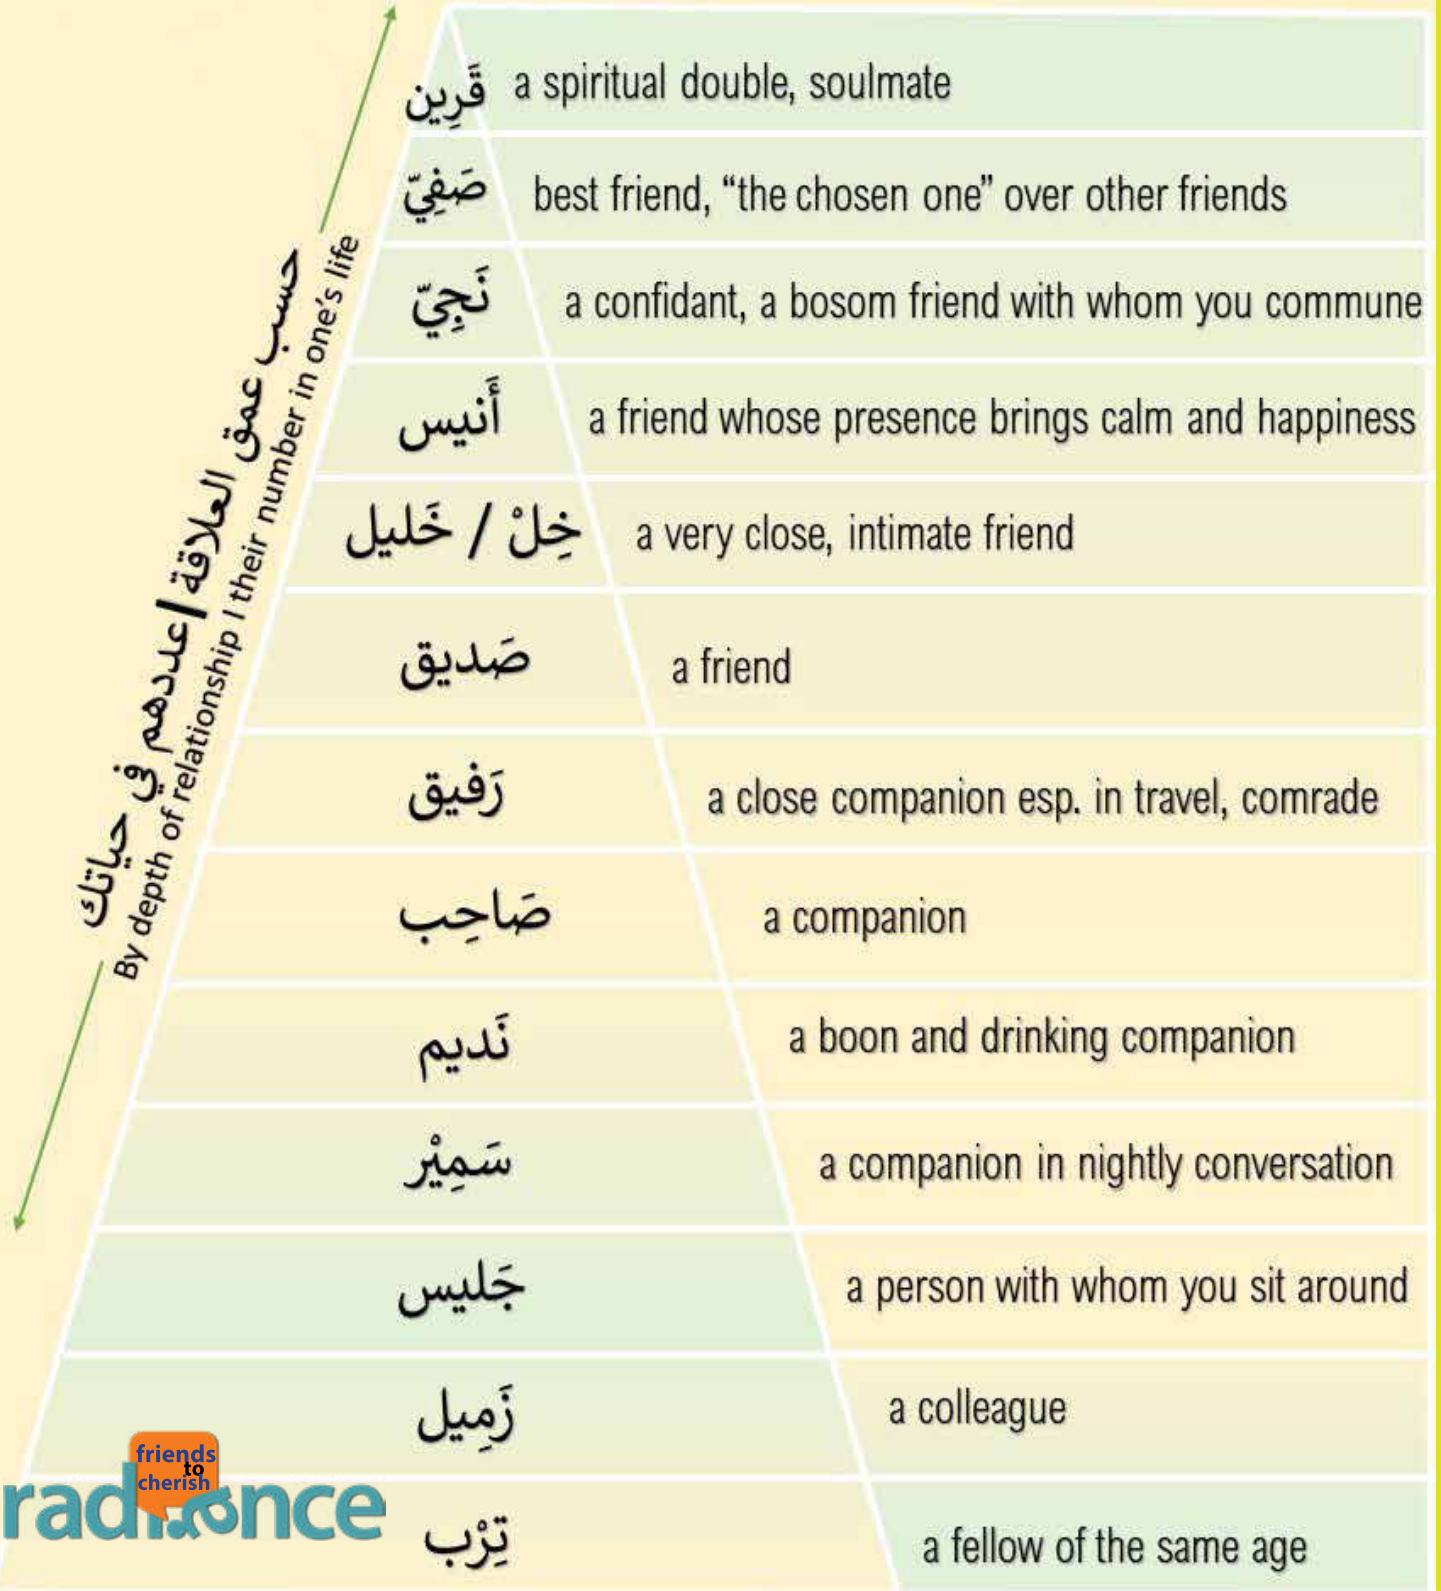 قَرِين a spiritual double, soulmate
صَفِيّ best friend, “the chosen one” over other friends
نَجِيّ a confidant, a bosom friend with whom you commune
أَنيس a friend whose presence brings calm and happiness
خِلْ / خَليل a very close, intimate friend
صَديق a friend
رَفيق a close companion esp. in travel, comrade
صَاحِب a companion
نَديم a boon and drinking companion
سَمِيْر a companion in nightly conversation
جَليس a person with whom you sit around
زَمِيل a colleague
تِرْب a fellow of the same age
حسب عمق العلاقة / عددهم في حياتك
By depth of relationship I their number in one’s life
friends
to
cherish
radiance